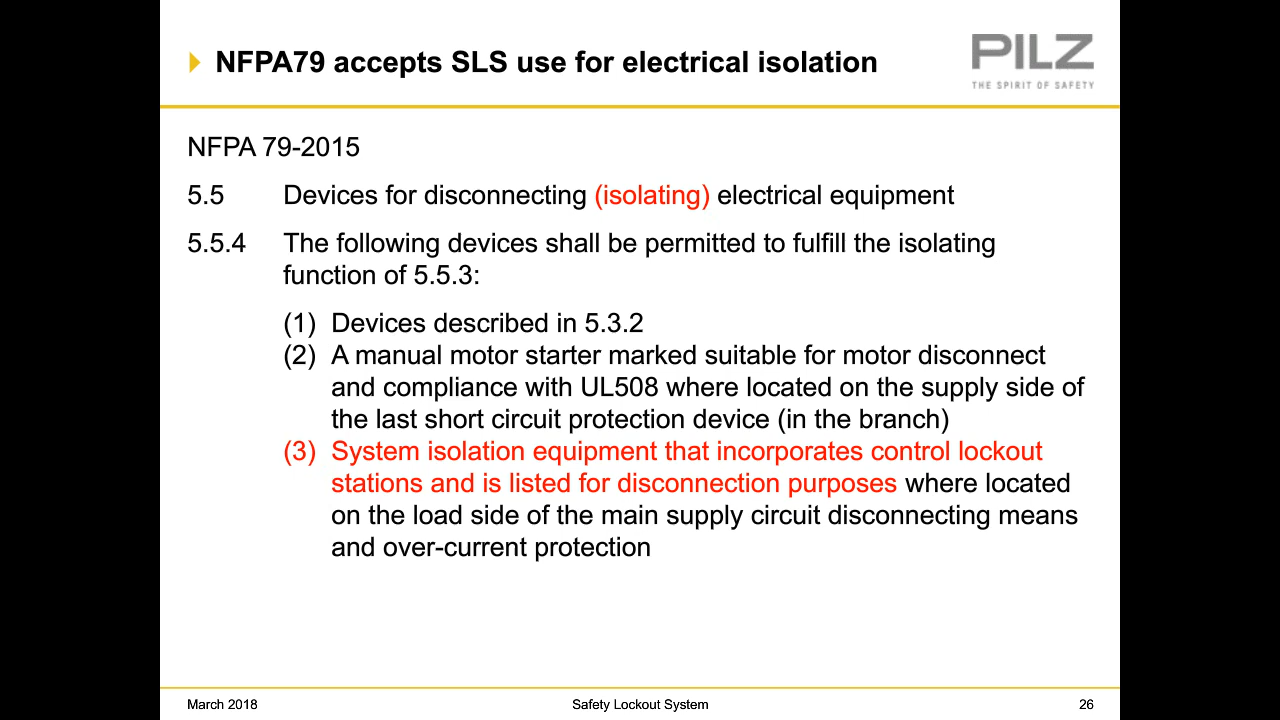 NFPA79 accepts SLS use for electrical isolation
PILZ
THE SPIRIT OF SAFETY
NFPA 79-2015
5.5 Devices for disconnecting (isolating) electrical equipment
5.5.4 The following devices shall be permitted to fulfill the isolating
function of 5.5.3:
(1) Devices described in 5.3.2
(2) A manual motor starter marked suitable for motor disconnect
and compliance with UL508 where located on the supply side of
the last short circuit protection device (in the branch)
(3) System isolation equipment that incorporates control lockout
stations and is listed for disconnection purposes where located
on the load side of the main supply circuit disconnecting means
and over-current protection
March 2018 Safety Lockout System 26